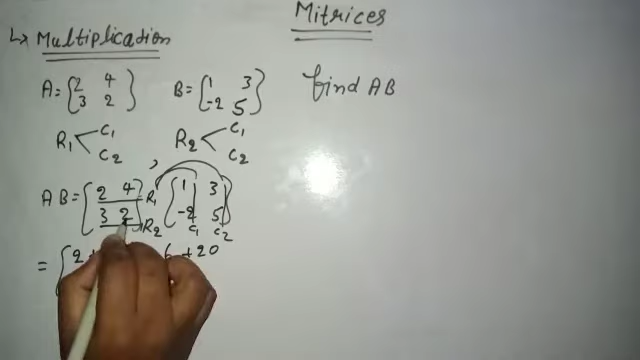 Mitrices
↳ Multiplication
A = {2 4 B = {1 3 find AB
3 2} -2 5}
R1 < C1 R2 < C1
C2 , C2
AB = [2 4 R1 [1 3
3 2] R2 -2 5]
C1 C2
= [2+ 6+20